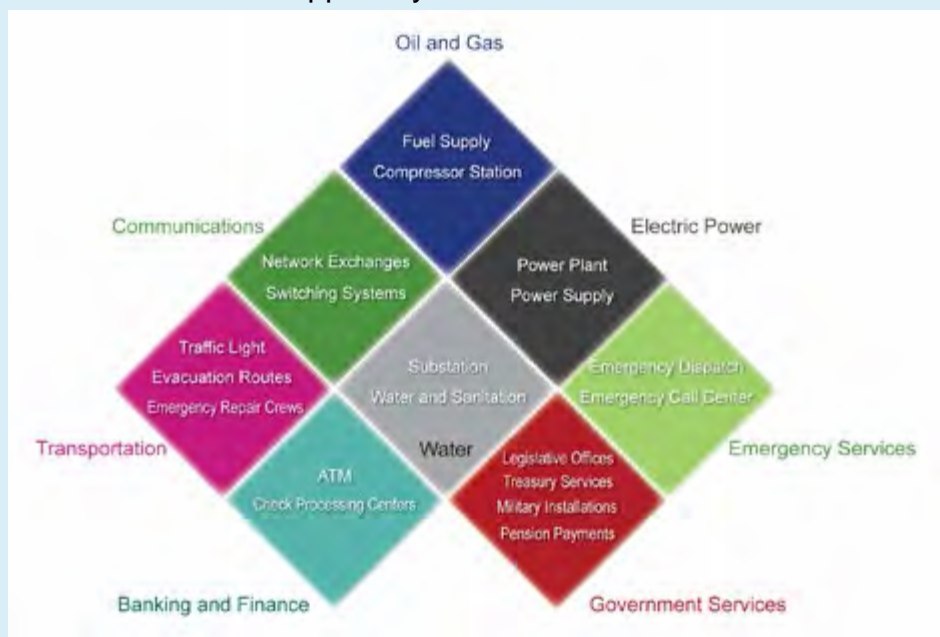 Oil and Gas
Fuel Supply
Compressor Station
Communications
Electric Power
Network Exchanges
Switching Systems
Power Plant
Power Supply
Traffic Light
Evacuation Routes
Emergency Repair Crews
Substation
Water and Sanitation
Emergency Dispatch
Emergency Call Center
Transportation
Water
Emergency Services
ATM
Check Processing Centers
Legislative Offices
Treasury Services
Military Installations
Pension Payments
Banking and Finance
Government Services